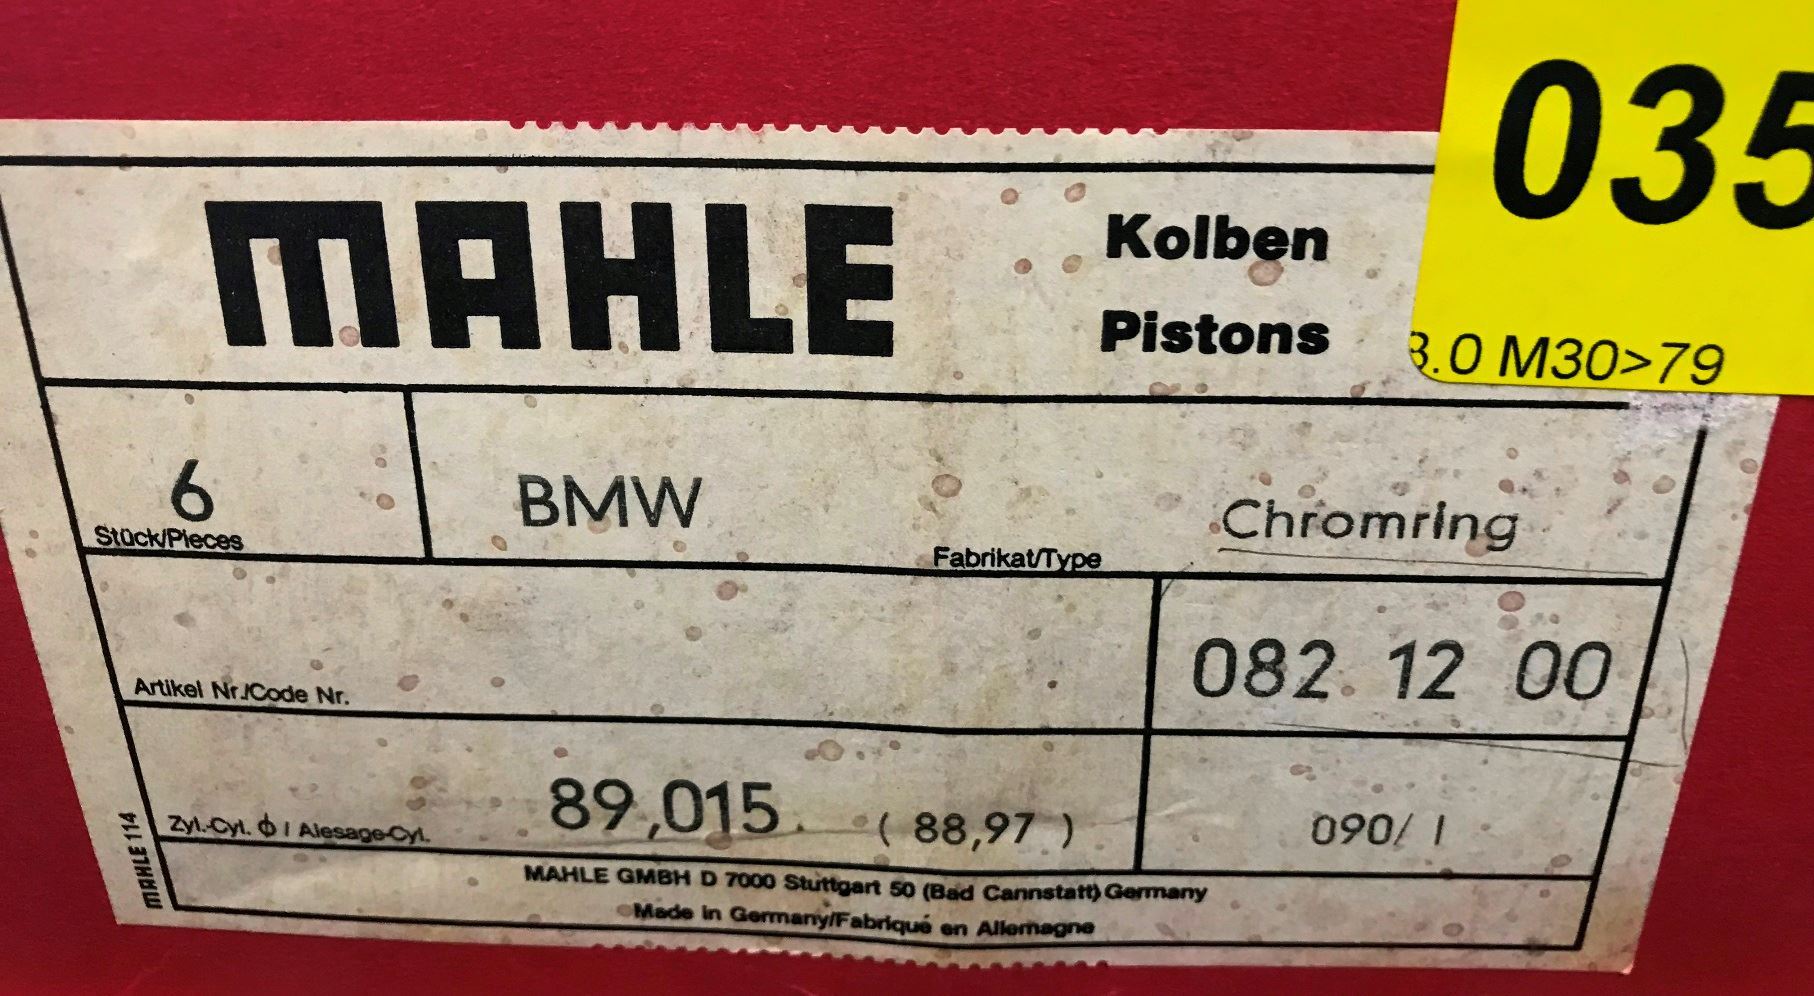 035
MAHLE
Kolben
Pistons
3.0 M30>79
6
Stück/Pieces
BMW
Fabrikat/Type
Chromring
Artikel Nr./Code Nr.
082 12 00
Zyl.-Cyl. ϕ / Alesage-Cyl.
89,015 ( 88,97 )
090/ 1
MAHLE 114
MAHLE GMBH D 7000 Stuttgart 50 (Bad Cannstatt) Germany
Made in Germany/Fabriqué en Allemagne